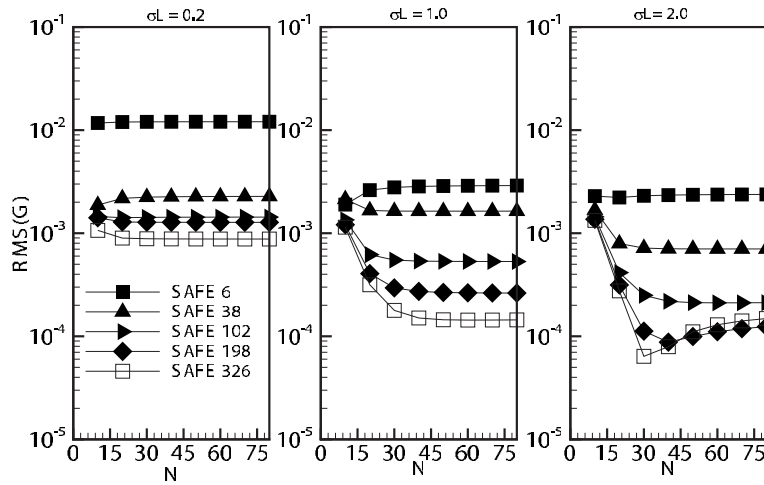 σL = 0.2
σL = 1.0
σL = 2.0
RMS(G)
10^-1
10^-2
10^-3
10^-4
10^-5
SAFE 6
SAFE 38
SAFE 102
SAFE 198
SAFE 326
0 15 30 45 60 75
N
10^-1
10^-2
10^-3
10^-4
10^-5
0 15 30 45 60 75
N
10^-1
10^-2
10^-3
10^-4
10^-5
0 15 30 45 60 75
N